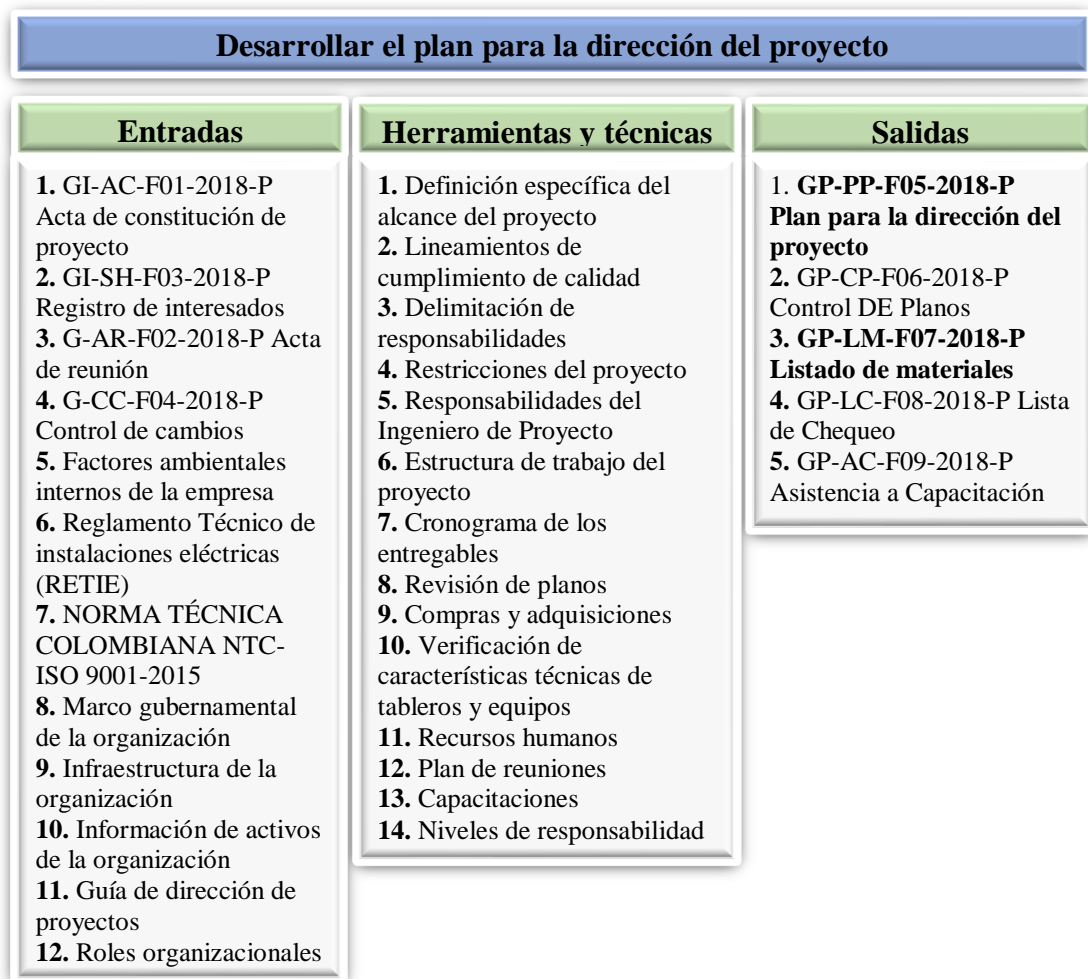 Desarrollar el plan para la dirección del proyecto
Entradas
1. GI-AC-F01-2018-P
Acta de constitución de
proyecto
2. GI-SH-F03-2018-P
Registro de interesados
3. G-AR-F02-2018-P Acta
de reunión
4. G-CC-F04-2018-P
Control de cambios
5. Factores ambientales
internos de la empresa
6. Reglamento Técnico de
instalaciones eléctricas
(RETIE)
7. NORMA TÉCNICA
COLOMBIANA NTC-
ISO 9001-2015
8. Marco gubernamental
de la organización
9. Infraestructura de la
organización
10. Información de activos
de la organización
11. Guía de dirección de
proyectos
12. Roles organizacionales
Herramientas y técnicas
1. Definición específica del
alcance del proyecto
2. Lineamientos de
cumplimiento de calidad
3. Delimitación de
responsabilidades
4. Restricciones del proyecto
5. Responsabilidades del
Ingeniero de Proyecto
6. Estructura de trabajo del
proyecto
7. Cronograma de los
entregables
8. Revisión de planos
9. Compras y adquisiciones
10. Verificación de
características técnicas de
tableros y equipos
11. Recursos humanos
12. Plan de reuniones
13. Capacitaciones
14. Niveles de responsabilidad
Salidas
1. GP-PP-F05-2018-P
Plan para la dirección del
proyecto
2. GP-CP-F06-2018-P
Control DE Planos
3. GP-LM-F07-2018-P
Listado de materiales
4. GP-LC-F08-2018-P Lista
de Chequeo
5. GP-AC-F09-2018-P
Asistencia a Capacitación